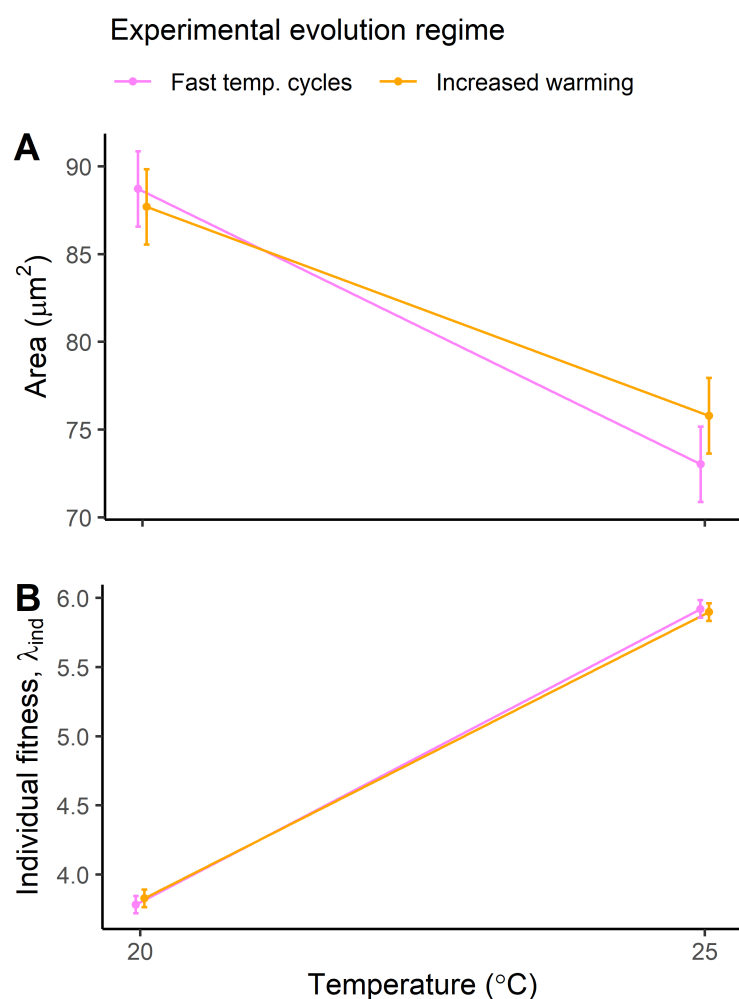 Experimental evolution regime
Fast temp. cycles Increased warming
A
Area (μm²)
90
85
80
75
70
B
Individual fitness, λind
6.0
5.5
5.0
4.5
4.0
20 25
Temperature (°C)